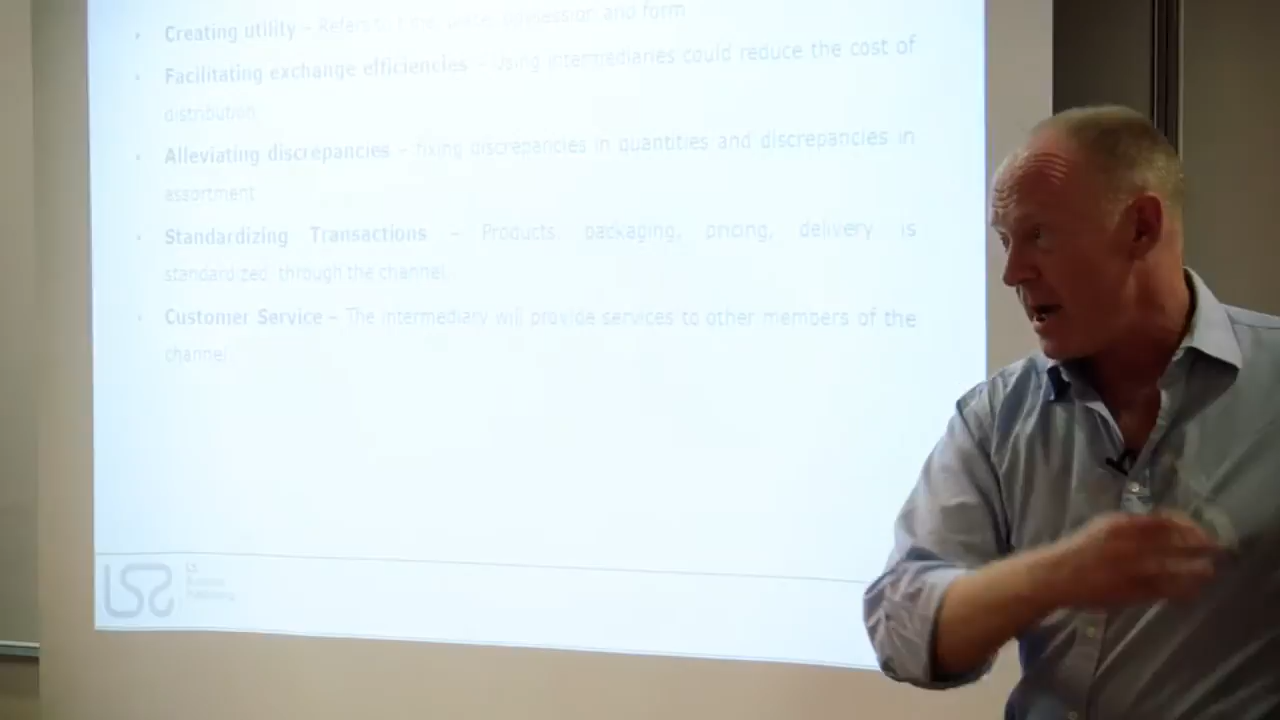 Creating utility – Refers to time, place, possession and form
Facilitating exchange efficiencies – Using intermediaries could reduce the cost of
distribution
Alleviating discrepancies – fixing discrepancies in quantities and discrepancies in
assortment
Standardizing Transactions – Products, packaging, pricing, delivery is
standardized through the channel.
Customer Service – The intermediary will provide services to other members of the
channel
LS